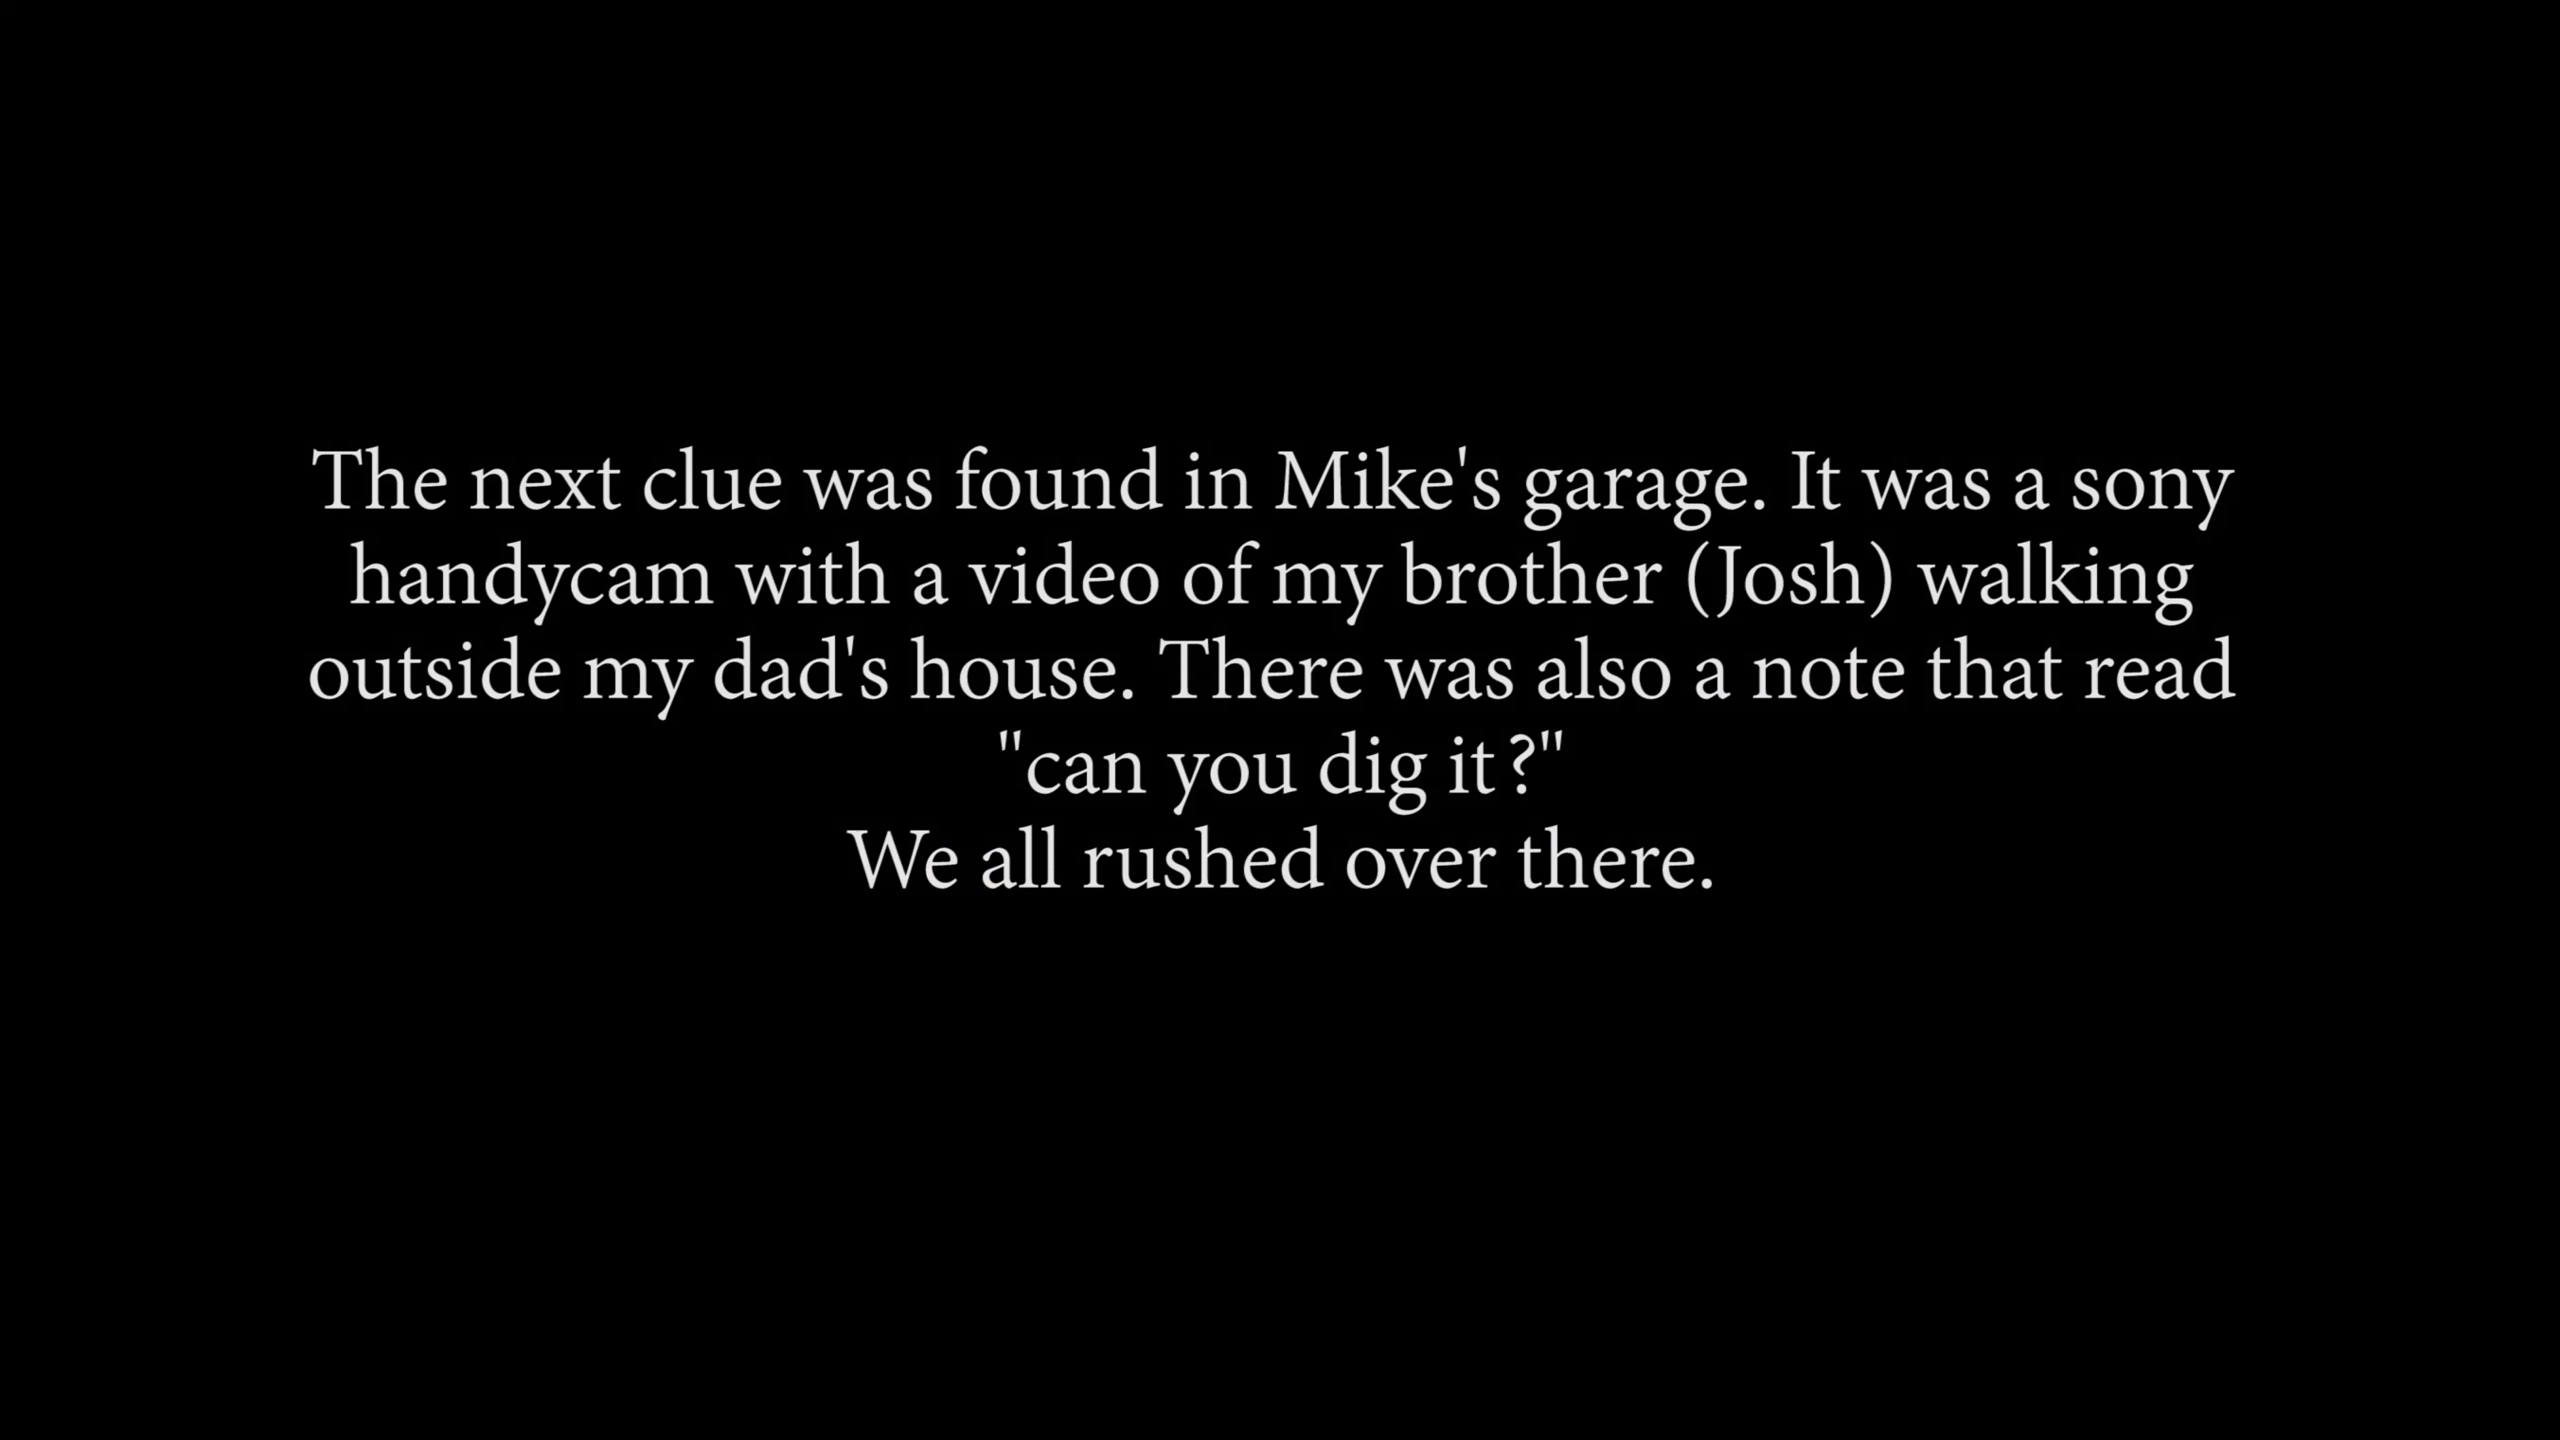 The next clue was found in Mike's garage. It was a sony
handycam with a video of my brother (Josh) walking
outside my dad's house. There was also a note that read
"can you dig it?"
We all rushed over there.